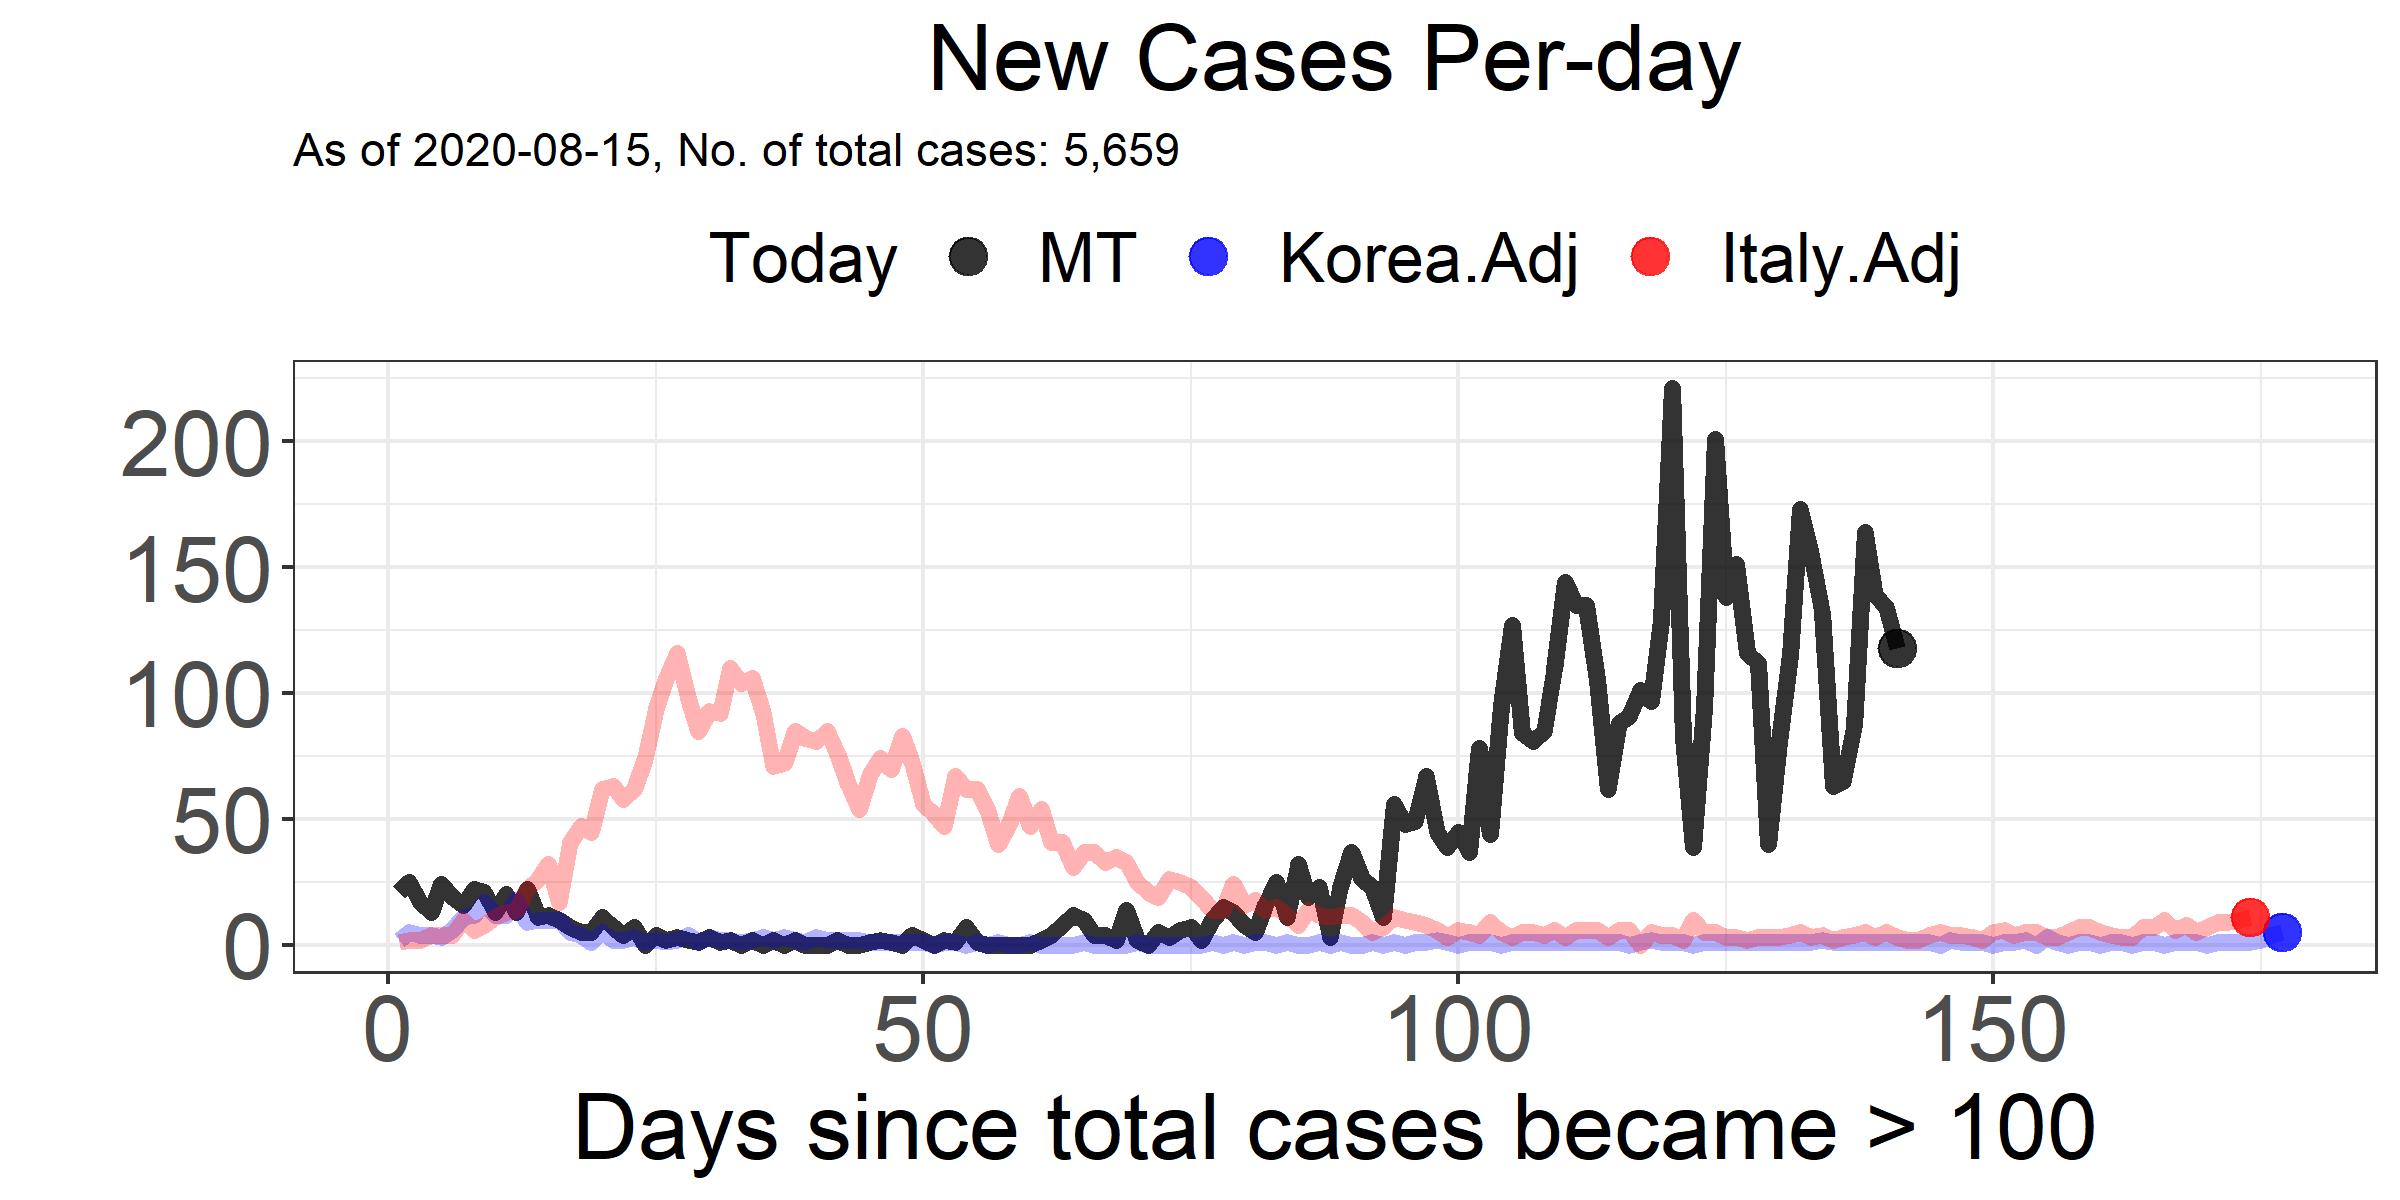 New Cases Per-day
As of 2020-08-15, No. of total cases: 5,659
Today MT Korea.Adj Italy.Adj
200
150
100
50
0
0 50 100 150
Days since total cases became > 100